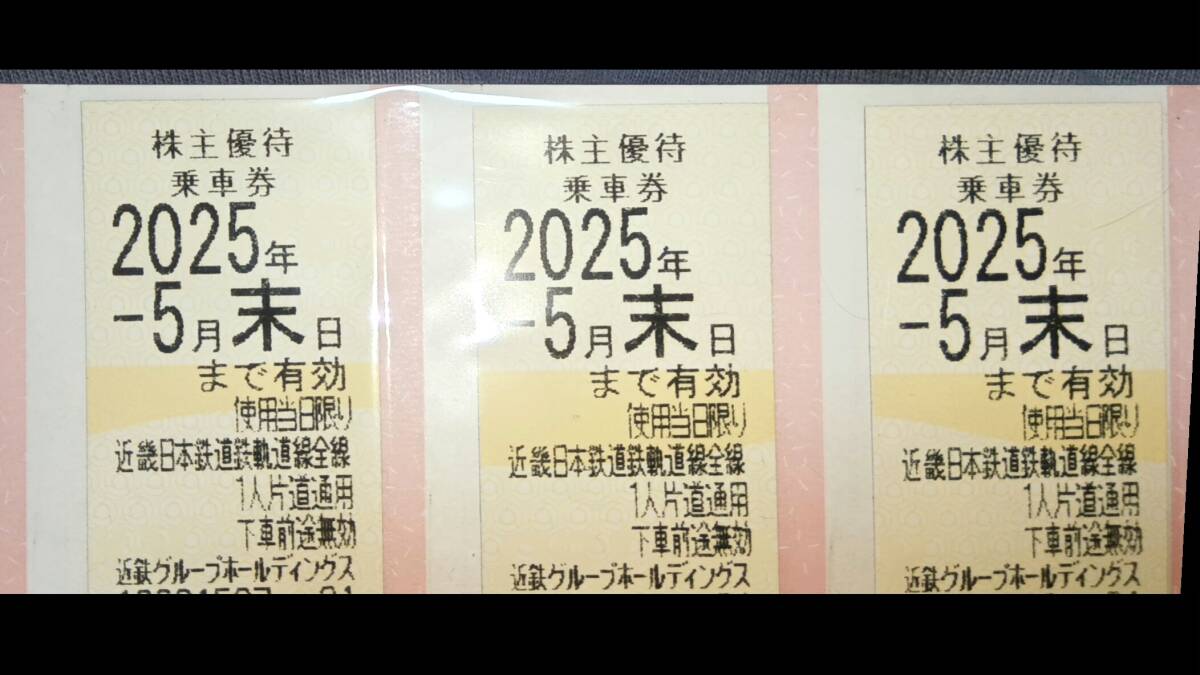 株主優待
乗車券
2025年
-5月末日
まで有効
使用当日限り
近畿日本鉄道鉄軌道線全線
1人片道通用
下車前途無効
近鉄グループホールディングス
株主優待
乗車券
2025年
-5月末日
まで有効
使用当日限り
近畿日本鉄道鉄軌道線全線
1人片道通用
下車前途無効
近鉄グループホールディングス
株主優待
乗車券
2025年
-5月末日
まで有効
使用当日限り
近畿日本鉄道鉄軌道線全線
1人片道通用
下車前途無効
近鉄グループホールディングス